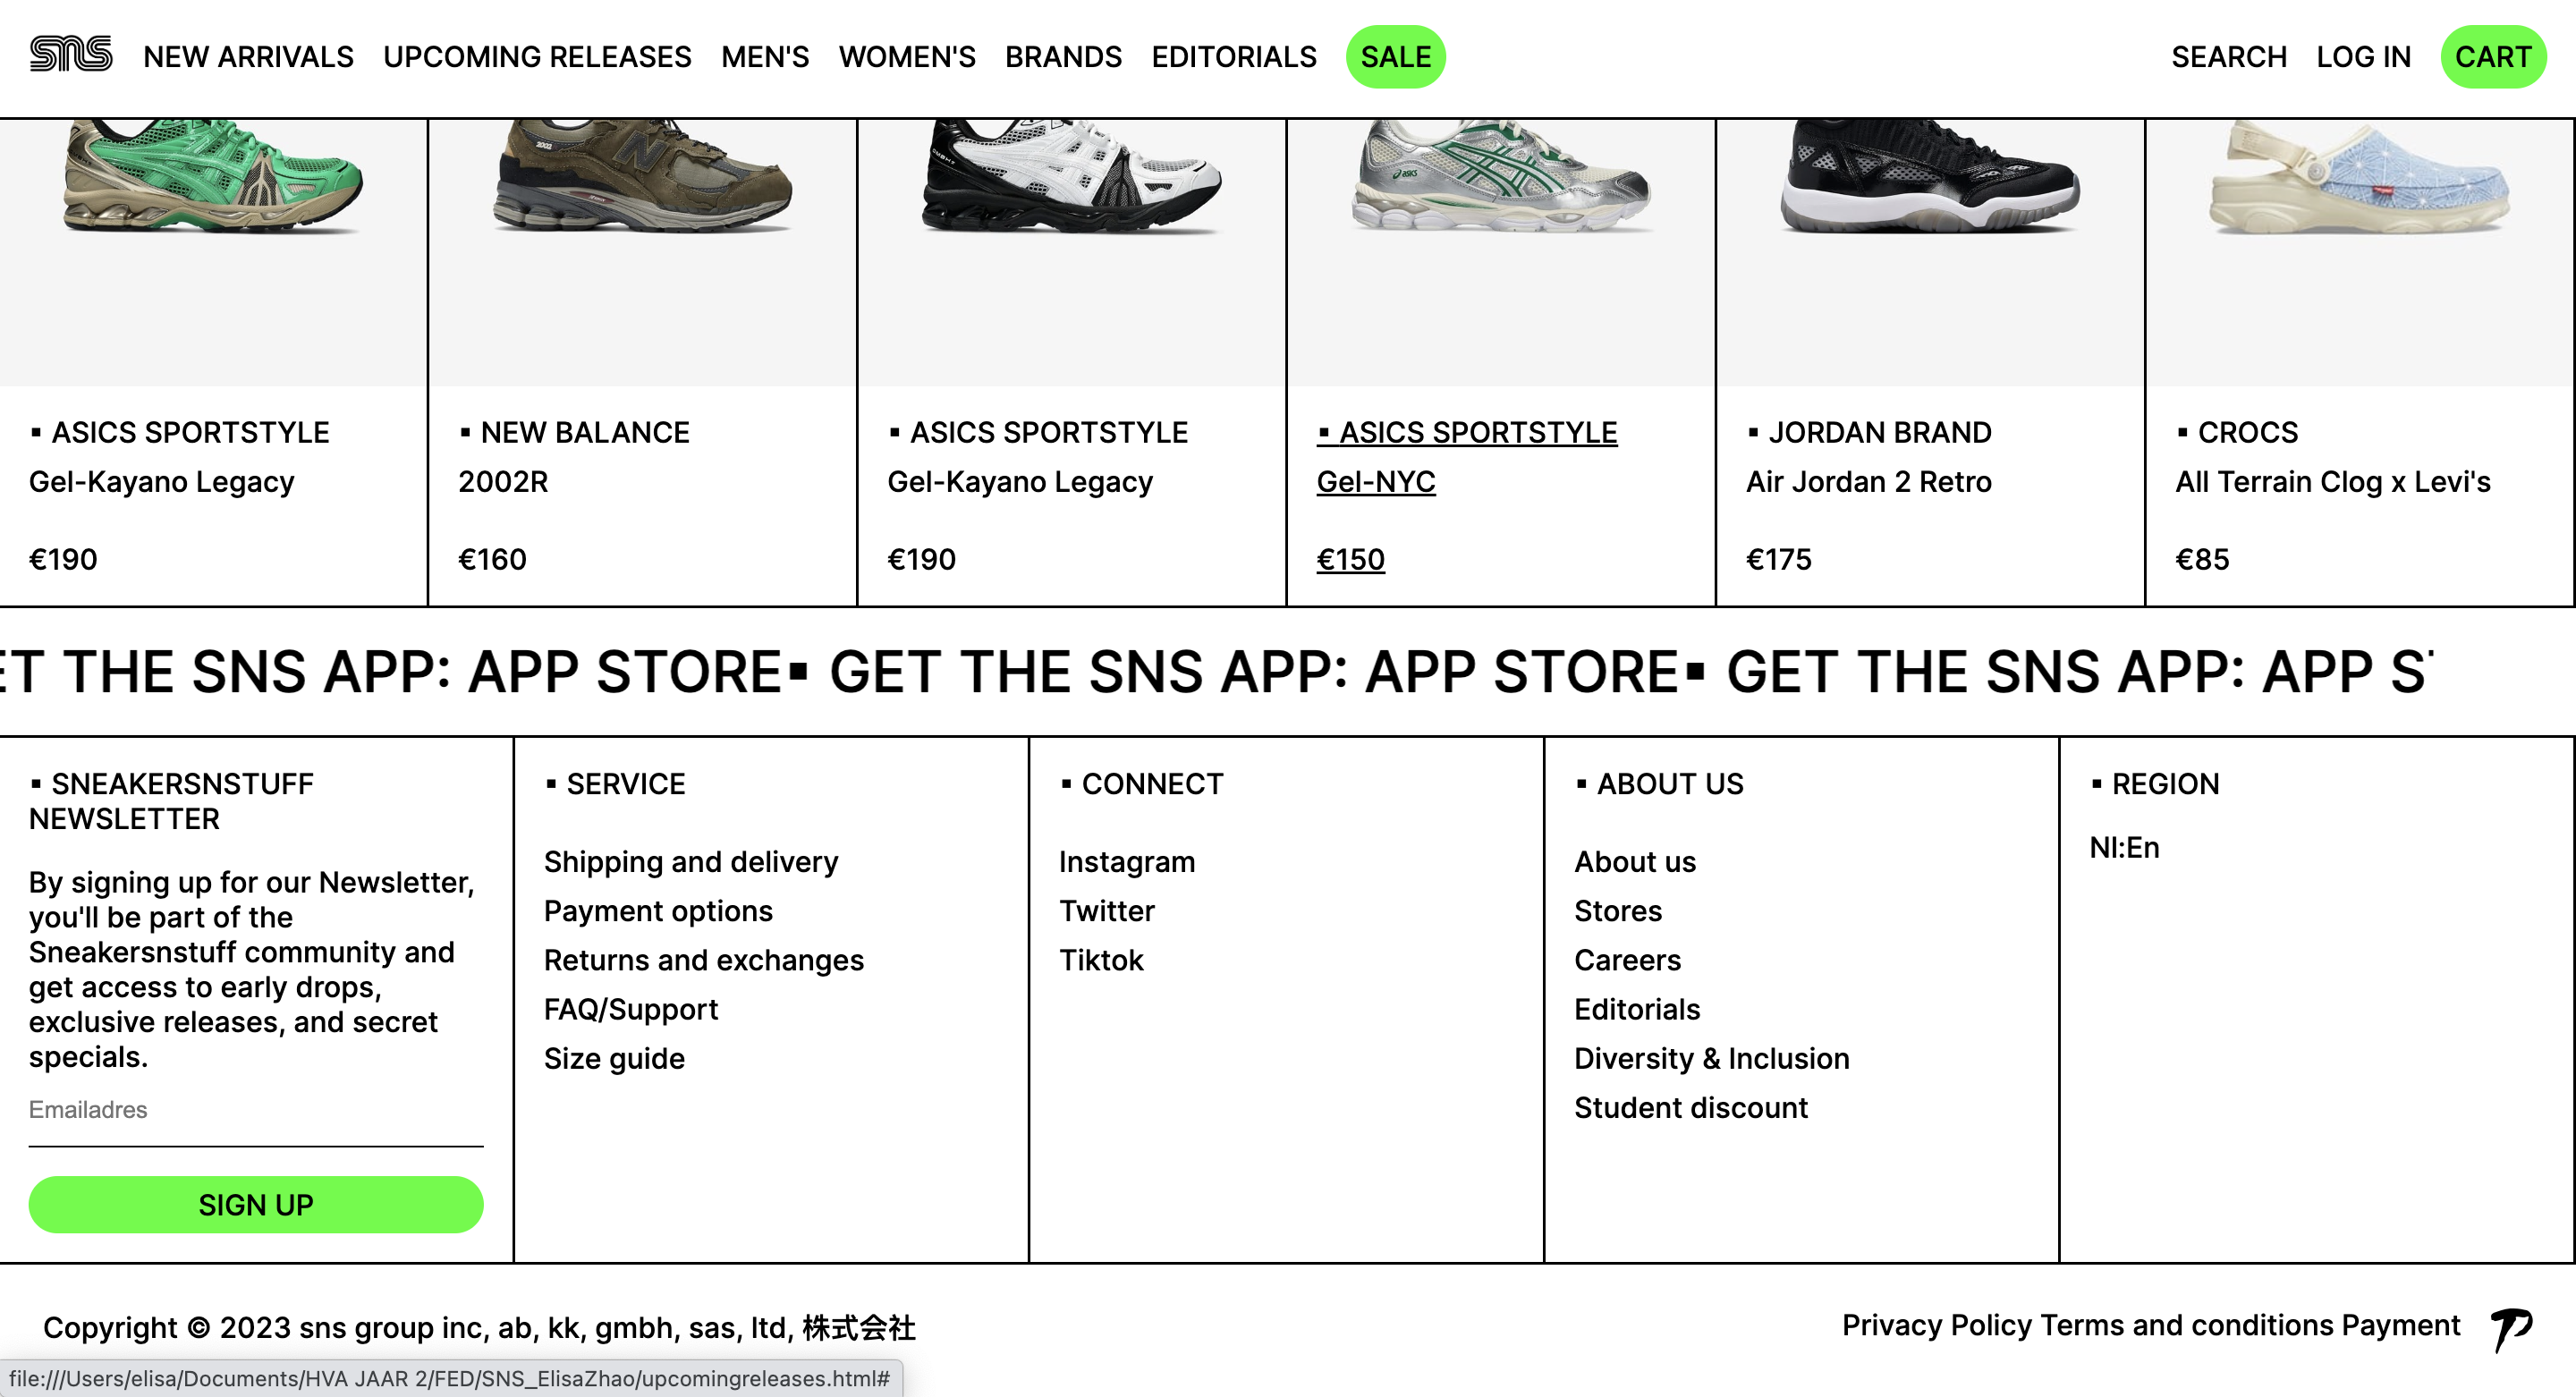 sns NEW ARRIVALS UPCOMING RELEASES MEN'S WOMEN'S BRANDS EDITORIALS SALE SEARCH LOG IN CART
▪ ASICS SPORTSTYLE
Gel-Kayano Legacy
€190
▪ NEW BALANCE
2002R
€160
▪ ASICS SPORTSTYLE
Gel-Kayano Legacy
€190
▪ ASICS SPORTSTYLE
Gel-NYC
€150
▪ JORDAN BRAND
Air Jordan 2 Retro
€175
▪ CROCS
All Terrain Clog x Levi's
€85
ET THE SNS APP: APP STORE▪ GET THE SNS APP: APP STORE▪ GET THE SNS APP: APP S
▪ SNEAKERSNSTUFF
NEWSLETTER
By signing up for our Newsletter,
you'll be part of the
Sneakersnstuff community and
get access to early drops,
exclusive releases, and secret
specials.
Emailadres
SIGN UP
▪ SERVICE
Shipping and delivery
Payment options
Returns and exchanges
FAQ/Support
Size guide
▪ CONNECT
Instagram
Twitter
Tiktok
▪ ABOUT US
About us
Stores
Careers
Editorials
Diversity & Inclusion
Student discount
▪ REGION
Nl:En
Copyright © 2023 sns group inc, ab, kk, gmbh, sas, ltd, 株式会社
Privacy Policy Terms and conditions Payment
file:///Users/elisa/Documents/HVA JAAR 2/FED/SNS_ElisaZhao/upcomingreleases.html#